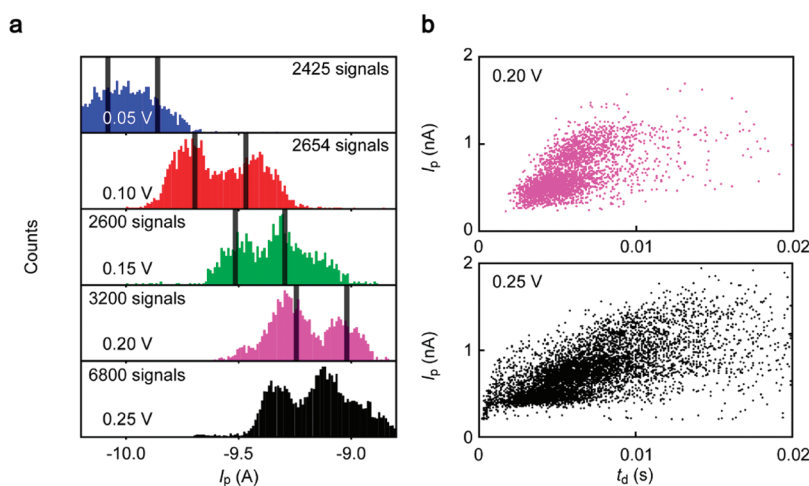 a
2425 signals
0.05 V
2654 signals
0.10 V
2600 signals
0.15 V
3200 signals
0.20 V
6800 signals
0.25 V
Counts
-10.0 -9.5 -9.0
Ip (A)
b
2
0.20 V
1
0
Ip (nA)
0 0.01 0.02
2
0.25 V
1
0
Ip (nA)
0 0.01 0.02
td (s)